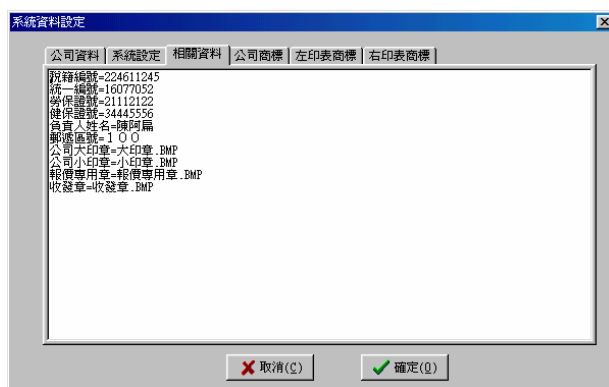 系統資料設定
公司資料 系統設定 相關資料 公司商標 左印表商標 右印表商標
稅籍編號=224611245
統一編號=16077052
勞保證號=21112122
健保證號=34445556
負責人姓名=陳阿扁
郵遞區號=１００
公司大印章=大印章.BMP
公司小印章=小印章.BMP
報價專用章=報價專用章.BMP
收發章=收發章.BMP
取消(C) 確定(O)